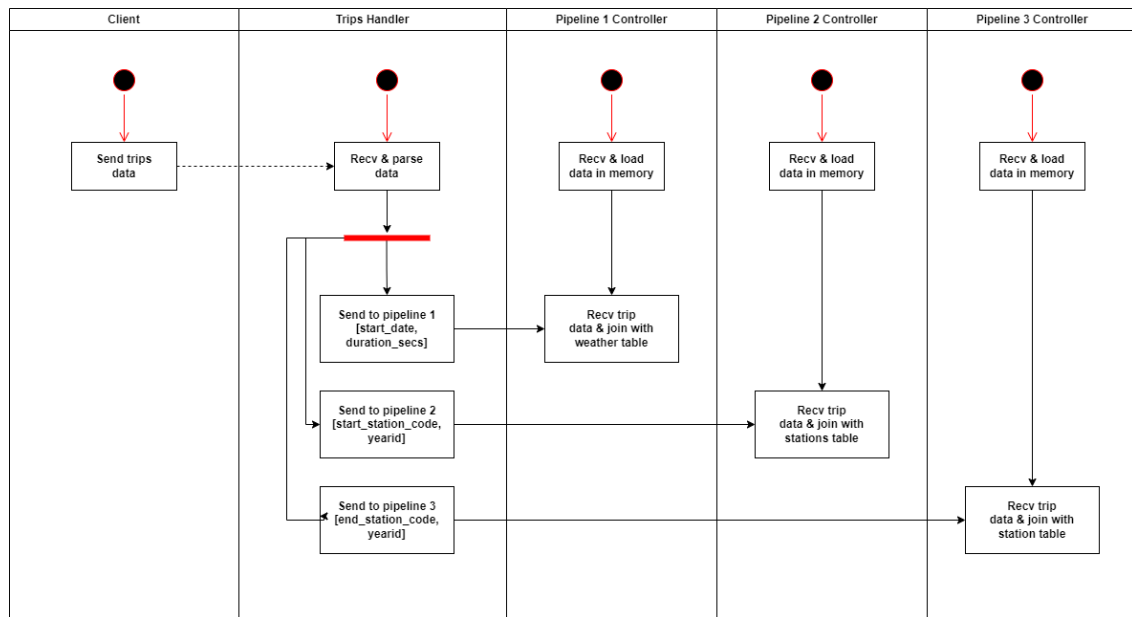 Client
Trips Handler
Pipeline 1 Controller
Pipeline 2 Controller
Pipeline 3 Controller
Send trips
data
Recv & parse
data
Recv & load
data in memory
Recv & load
data in memory
Recv & load
data in memory
Send to pipeline 1
[start_date,
duration_secs]
Recv trip
data & join with
weather table
Send to pipeline 2
[start_station_code,
yearid]
Recv trip
data & join with
stations table
Send to pipeline 3
[end_station_code,
yearid]
Recv trip
data & join with
station table